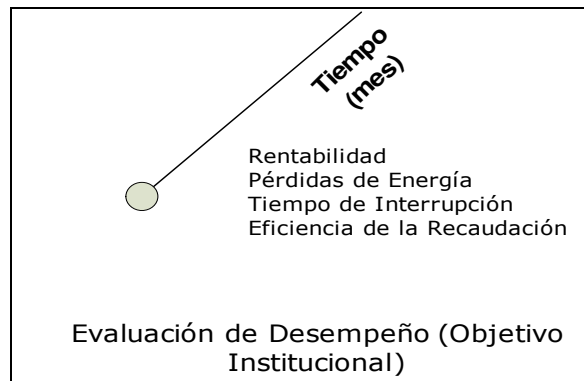 Tiempo
(mes)
Rentabilidad
Pérdidas de Energía
Tiempo de Interrupción
Eficiencia de la Recaudación
Evaluación de Desempeño (Objetivo
Institucional)